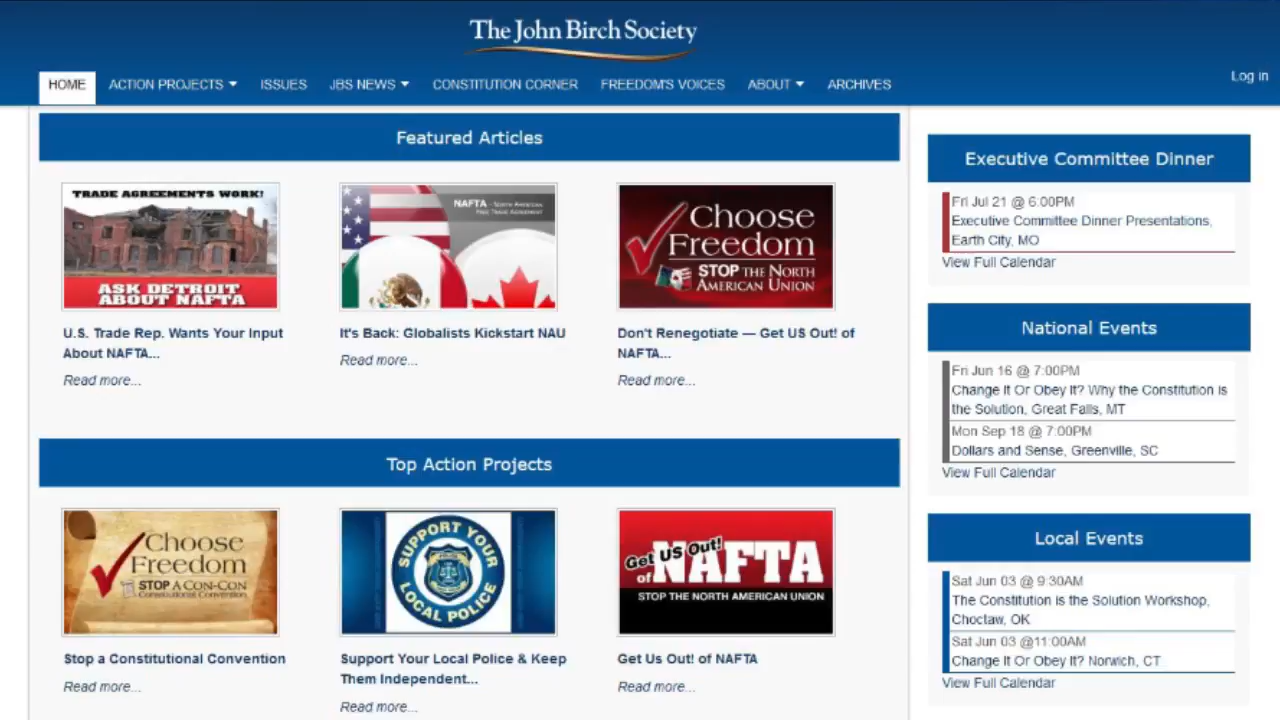 The John Birch Society
HOME ACTION PROJECTS ISSUES JBS NEWS CONSTITUTION CORNER FREEDOM'S VOICES ABOUT ARCHIVES
Log in
Featured Articles
TRADE AGREEMENTS WORK!
ASK DETROIT
ABOUT NAFTA
U.S. Trade Rep. Wants Your Input
About NAFTA...
Read more...
NAFTA - NORTH AMERICAN
FREE TRADE AGREEMENT
It's Back: Globalists Kickstart NAU
Read more...
Choose
Freedom
STOP THE NORTH
AMERICAN UNION
Don't Renegotiate — Get US Out! of
NAFTA...
Read more...
Top Action Projects
Choose
Freedom
STOP A CON-CON
Constitutional Convention
Stop a Constitutional Convention
Read more...
SUPPORT YOUR
LOCAL POLICE
Support Your Local Police & Keep
Them Independent...
Read more...
Get US Out!
of NAFTA
STOP THE NORTH AMERICAN UNION
Get Us Out! of NAFTA
Read more...
Executive Committee Dinner
Fri Jul 21 @ 6:00PM
Executive Committee Dinner Presentations,
Earth City, MO
View Full Calendar
National Events
Fri Jun 16 @ 7:00PM
Change It Or Obey It? Why the Constitution is
the Solution, Great Falls, MT
Mon Sep 18 @ 7:00PM
Dollars and Sense, Greenville, SC
View Full Calendar
Local Events
Sat Jun 03 @ 9:30AM
The Constitution is the Solution Workshop,
Choctaw, OK
Sat Jun 03 @11:00AM
Change It Or Obey It? Norwich, CT
View Full Calendar